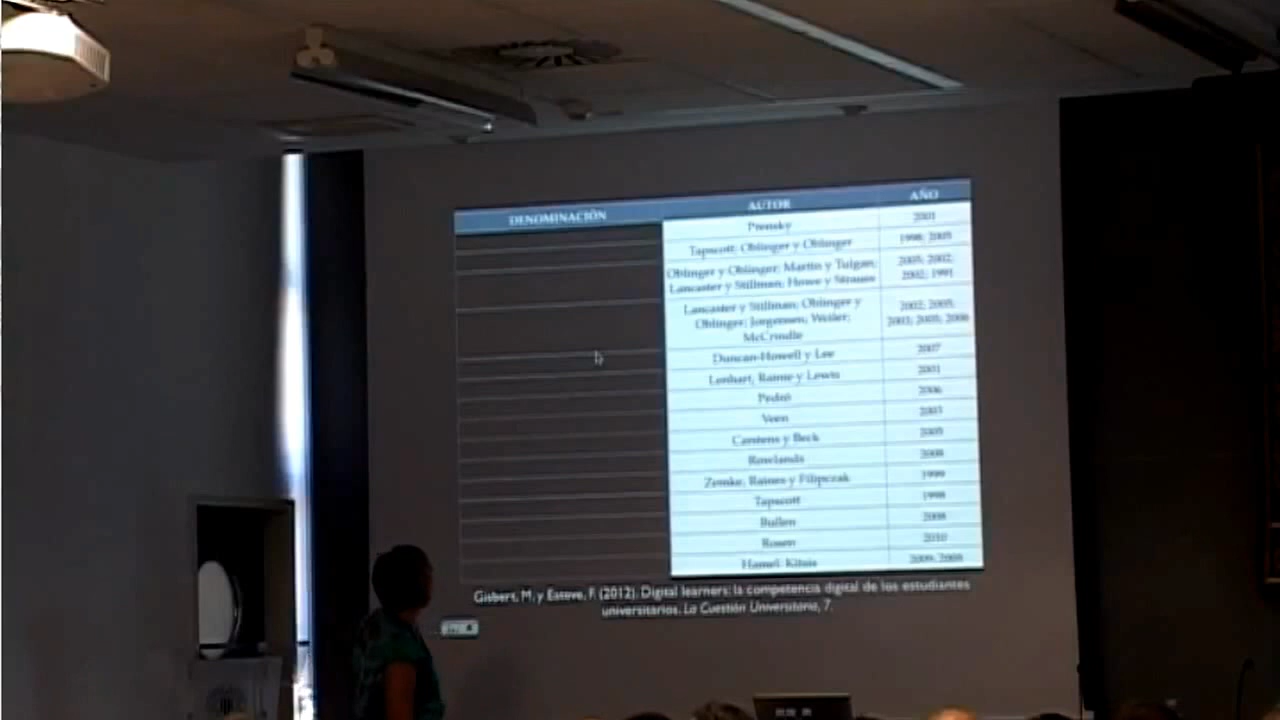 DENOMINACIÓN AUTOR AÑO
Prensky 2001
Tapscott; Oblinger y Oblinger 1998; 2005
Oblinger y Oblinger; Martin y Tulgan; 2005; 2002;
Lancaster y Stillman; Howe y Strauss 2002; 1991
Lancaster y Stillman; Oblinger y 2002; 2005;
Oblinger; Jorgensen; Weiler; 2003; 2005; 2006
McCrindle
Duncan-Howell y Lee 2007
Lenhart, Rainie y Lewis 2001
Pedró 2006
Veen 2003
Carstens y Beck 2005
Rowlands 2008
Zemke, Raines y Filipczak 1999
Tapscott 1998
Bullen 2008
Rosen 2010
Hamel; Kitsis
Gisbert, M. y Esteve, F. (2012). Digital learners: la competencia digital de los estudiantes
universitarios. La Cuestión Universitaria, 7.